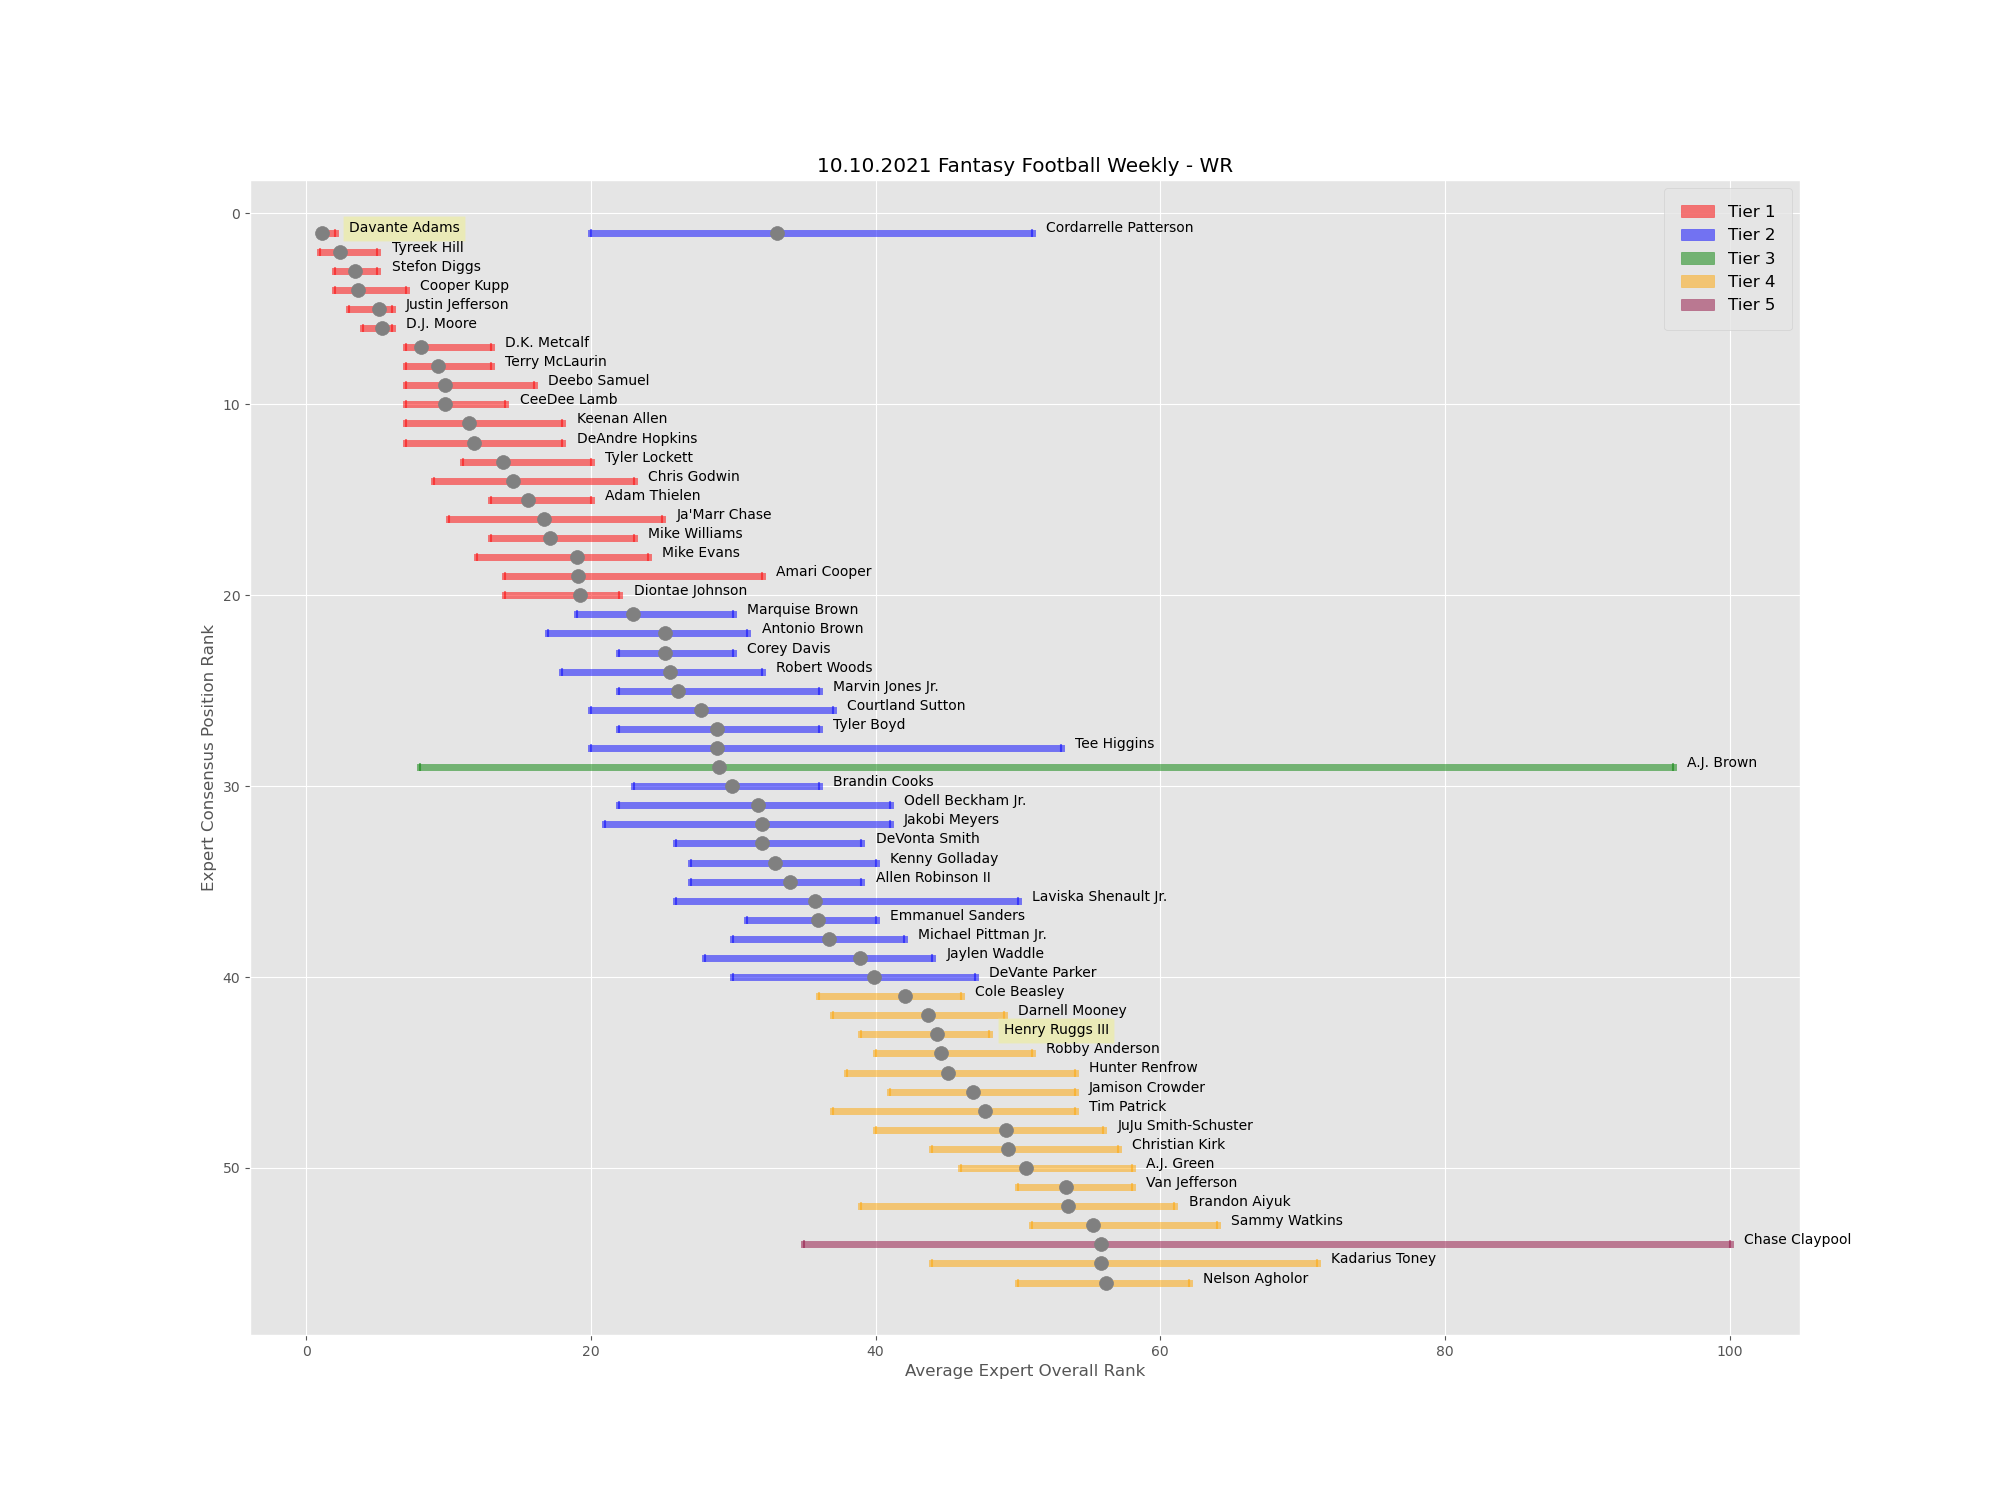 10.10.2021 Fantasy Football Weekly - WR
Tier 1
Tier 2
Tier 3
Tier 4
Tier 5
Davante Adams
Cordarrelle Patterson
Tyreek Hill
Stefon Diggs
Cooper Kupp
Justin Jefferson
D.J. Moore
D.K. Metcalf
Terry McLaurin
Deebo Samuel
CeeDee Lamb
Keenan Allen
DeAndre Hopkins
Tyler Lockett
Chris Godwin
Adam Thielen
Ja'Marr Chase
Mike Williams
Mike Evans
Amari Cooper
Diontae Johnson
Marquise Brown
Antonio Brown
Corey Davis
Robert Woods
Marvin Jones Jr.
Courtland Sutton
Tyler Boyd
Tee Higgins
A.J. Brown
Brandin Cooks
Odell Beckham Jr.
Jakobi Meyers
DeVonta Smith
Kenny Golladay
Allen Robinson II
Laviska Shenault Jr.
Emmanuel Sanders
Michael Pittman Jr.
Jaylen Waddle
DeVante Parker
Cole Beasley
Darnell Mooney
Henry Ruggs III
Robby Anderson
Hunter Renfrow
Jamison Crowder
Tim Patrick
JuJu Smith-Schuster
Christian Kirk
A.J. Green
Van Jefferson
Brandon Aiyuk
Sammy Watkins
Chase Claypool
Kadarius Toney
Nelson Agholor
Expert Consensus Position Rank
0
10
20
30
40
50
0
20
40
60
80
100
Average Expert Overall Rank